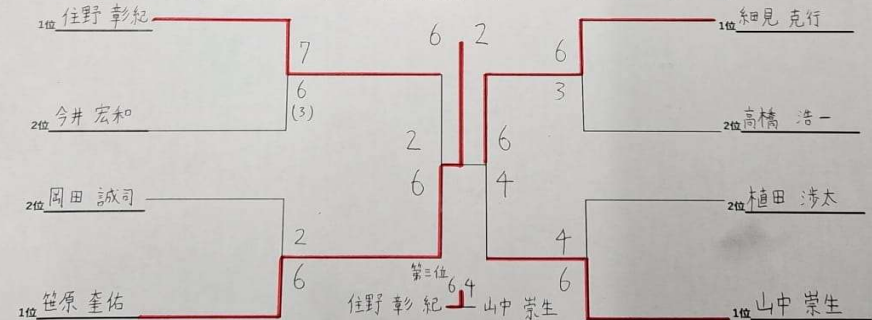 1位 住野 彰紀
6 2
1位 細見 克行
7
6
6
(3)
3
2位 今井 宏和
2位 高橋 浩一
2
6
6
4
2位 岡田 誠司
2位 植田 渉太
2
4
6
6
第三位
1位 笹原 奎佑
住野 彰紀 6 4 山中 崇生
1位 山中 崇生